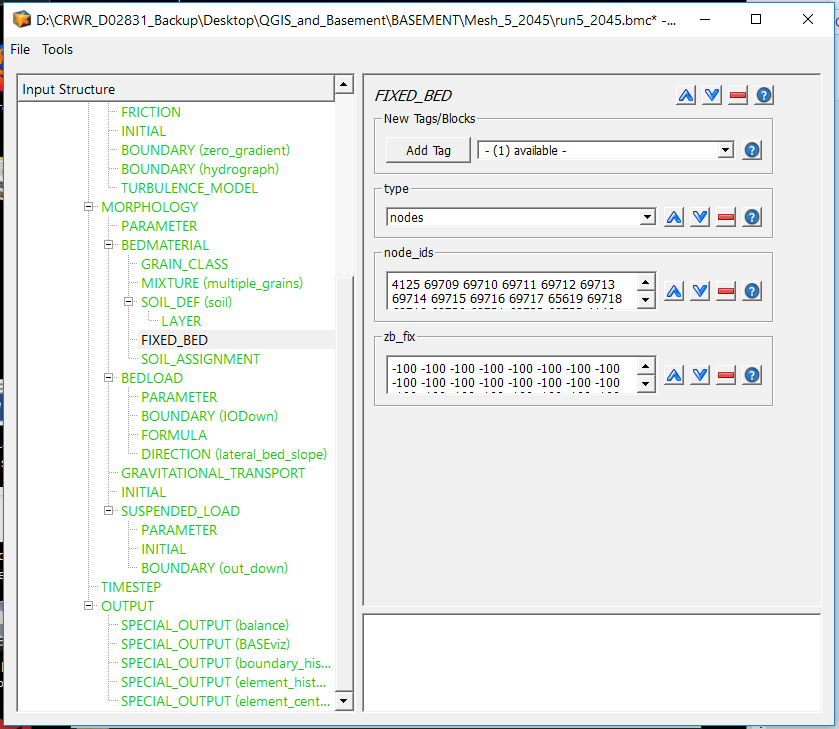 D:\CRWR_D02831_Backup\Desktop\QGIS_and_Basement\BASEMENT\Mesh_5_2045\run5_2045.bmc* -...
File Tools
Input Structure
FRICTION
INITIAL
BOUNDARY (zero_gradient)
BOUNDARY (hydrograph)
TURBULENCE_MODEL
MORPHOLOGY
PARAMETER
BEDMATERIAL
GRAIN_CLASS
MIXTURE (multiple_grains)
SOIL_DEF (soil)
LAYER
FIXED_BED
SOIL_ASSIGNMENT
BEDLOAD
PARAMETER
BOUNDARY (IODown)
FORMULA
DIRECTION (lateral_bed_slope)
GRAVITATIONAL_TRANSPORT
INITIAL
SUSPENDED_LOAD
PARAMETER
INITIAL
BOUNDARY (out_down)
TIMESTEP
OUTPUT
SPECIAL_OUTPUT (balance)
SPECIAL_OUTPUT (BASEviz)
SPECIAL_OUTPUT (boundary_his...
SPECIAL_OUTPUT (element_hist...
SPECIAL_OUTPUT (element_cent...
FIXED_BED
New Tags/Blocks
Add Tag
- (1) available -
type
nodes
node_ids
4125 69709 69710 69711 69712 69713
69714 69715 69716 69717 65619 69718
zb_fix
-100 -100 -100 -100 -100 -100 -100 -100
-100 -100 -100 -100 -100 -100 -100 -100